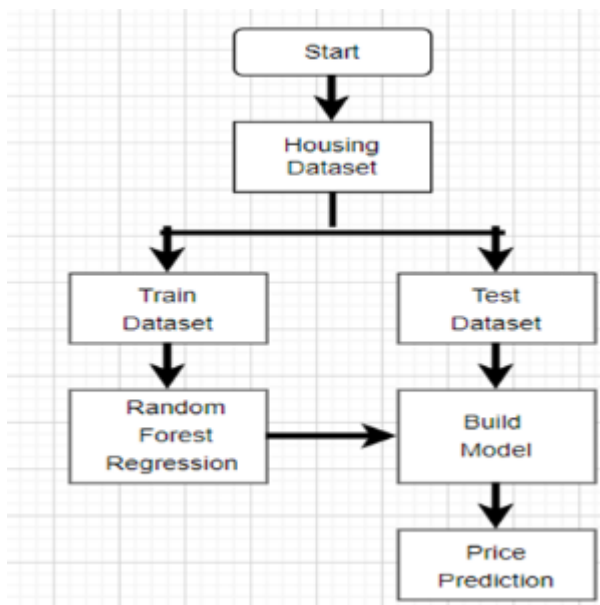 Start
Housing
Dataset
Train
Dataset
Test
Dataset
Random
Forest
Regression
Build
Model
Price
Prediction